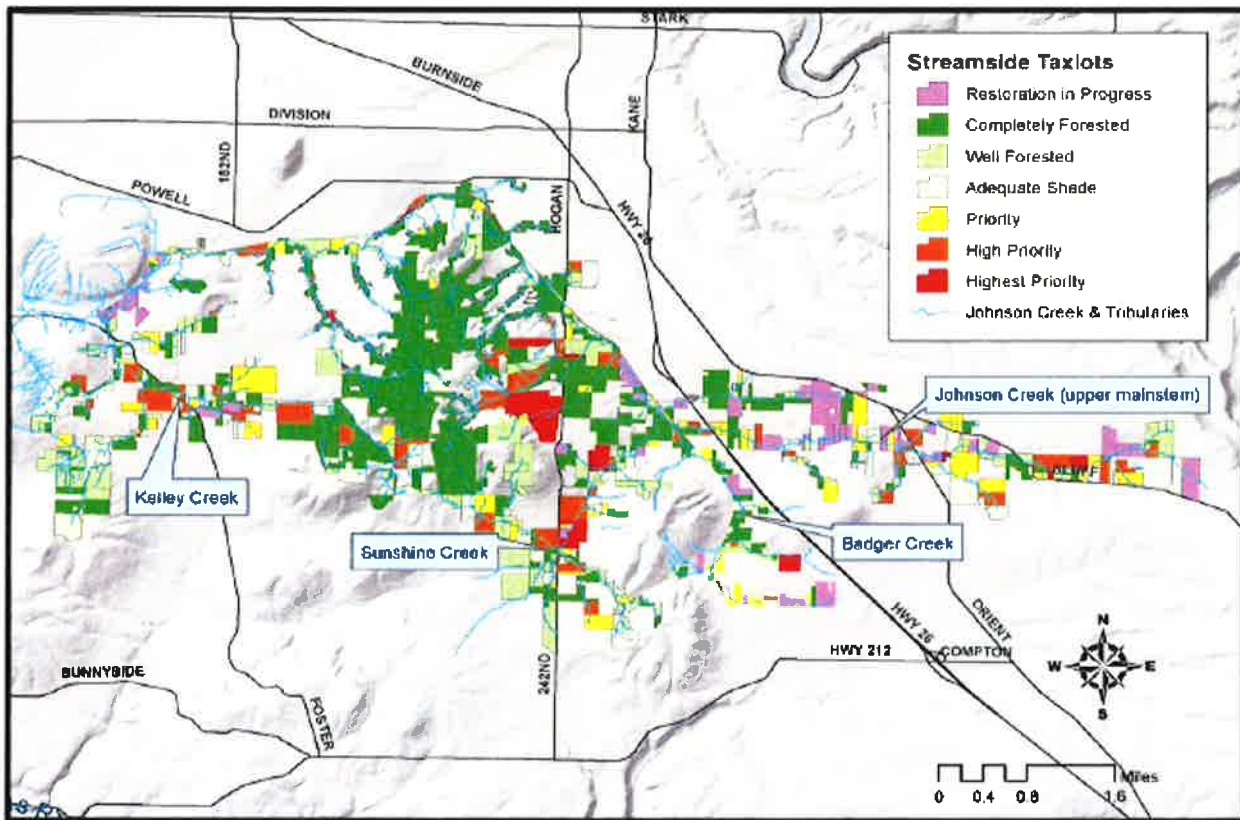 STARK
BURNSIDE
DIVISION
KANE
182ND
POWELL
HOGAN
HWY 26
Streamside Taxlots
Restoration in Progress
Completely Forested
Well Forested
Adequate Shade
Priority
High Priority
Highest Priority
Johnson Creek & Tributaries
Johnson Creek (upper mainstem)
Kelley Creek
Sunshine Creek
Badger Creek
HWY 26
ORIENT
HWY 212
COMPTON
SUNNYSIDE
FOSTER
242ND
N
W
E
S
Miles
0 0.4 0.8 1.6